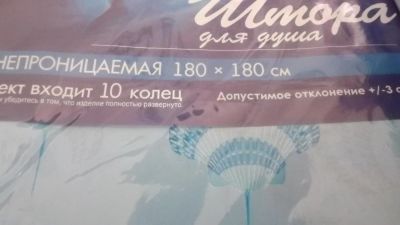 Штора
для душа
НЕПРОНИЦАЕМАЯ 180 × 180 см
ект входит 10 колец
и убедитесь в том, что изделие полностью развернуто.
Допустимое отклонение +/-3 с